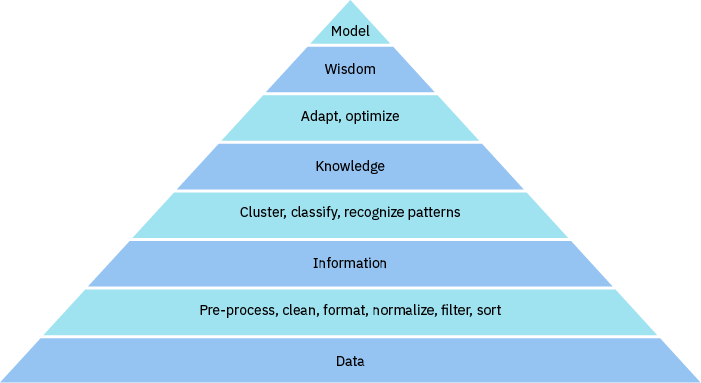 Model
Wisdom
Adapt, optimize
Knowledge
Cluster, classify, recognize patterns
Information
Pre-process, clean, format, normalize, filter, sort
Data